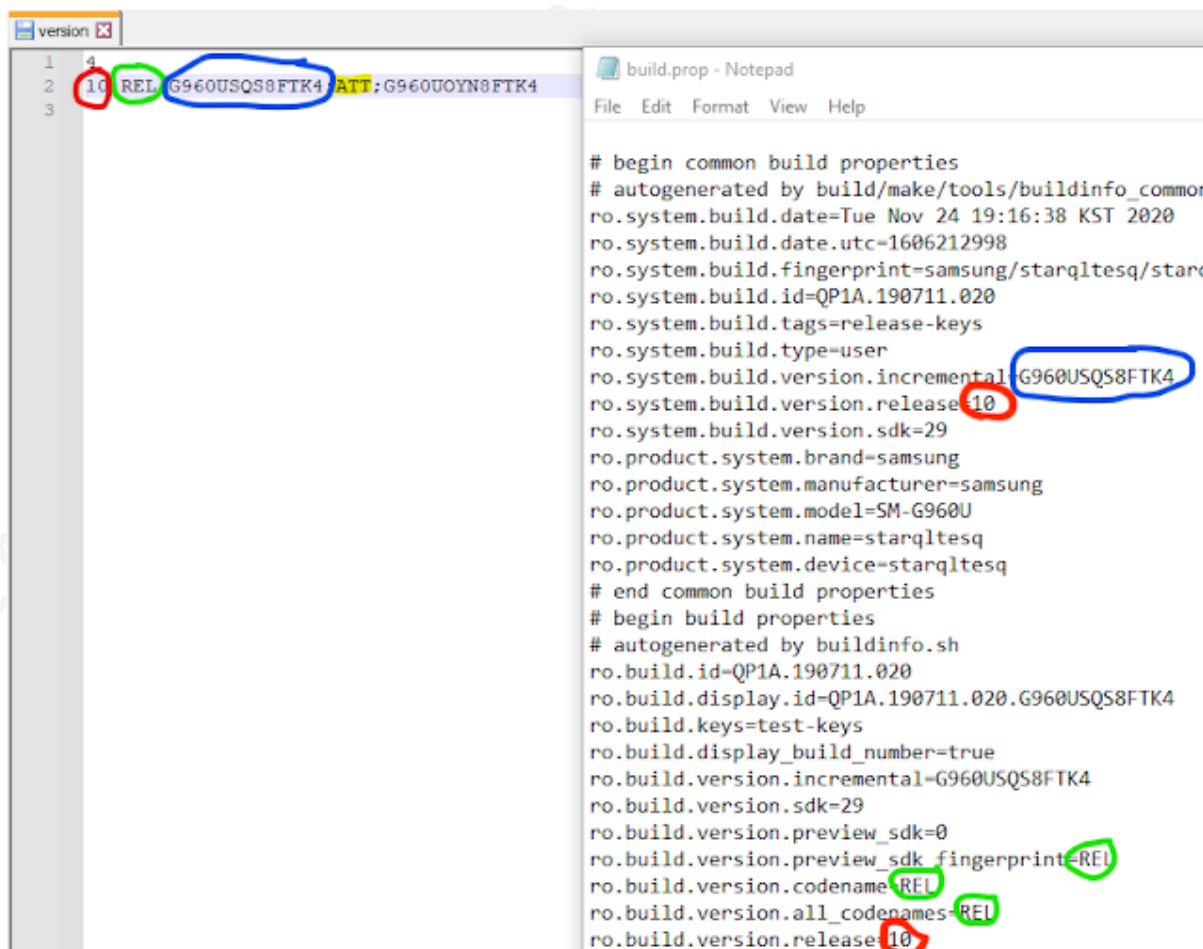 version
1 4
2 10 REL G960USQS8FTK4;ATT;G960UOYN8FTK4
3
build.prop - Notepad
File Edit Format View Help
# begin common build properties
# autogenerated by build/make/tools/buildinfo_common
ro.system.build.date=Tue Nov 24 19:16:38 KST 2020
ro.system.build.date.utc=1606212998
ro.system.build.fingerprint=samsung/starqltesq/starq
ro.system.build.id=QP1A.190711.020
ro.system.build.tags=release-keys
ro.system.build.type=user
ro.system.build.version.incremental=G960USQS8FTK4
ro.system.build.version.release=10
ro.system.build.version.sdk=29
ro.product.system.brand=samsung
ro.product.system.manufacturer=samsung
ro.product.system.model=SM-G960U
ro.product.system.name=starqltesq
ro.product.system.device=starqltesq
# end common build properties
# begin build properties
# autogenerated by buildinfo.sh
ro.build.id=QP1A.190711.020
ro.build.display.id=QP1A.190711.020.G960USQS8FTK4
ro.build.keys=test-keys
ro.build.display_build_number=true
ro.build.version.incremental=G960USQS8FTK4
ro.build.version.sdk=29
ro.build.version.preview_sdk=0
ro.build.version.preview_sdk_fingerprint=REL
ro.build.version.codename=REL
ro.build.version.all_codenames=REL
ro.build.version.release=10